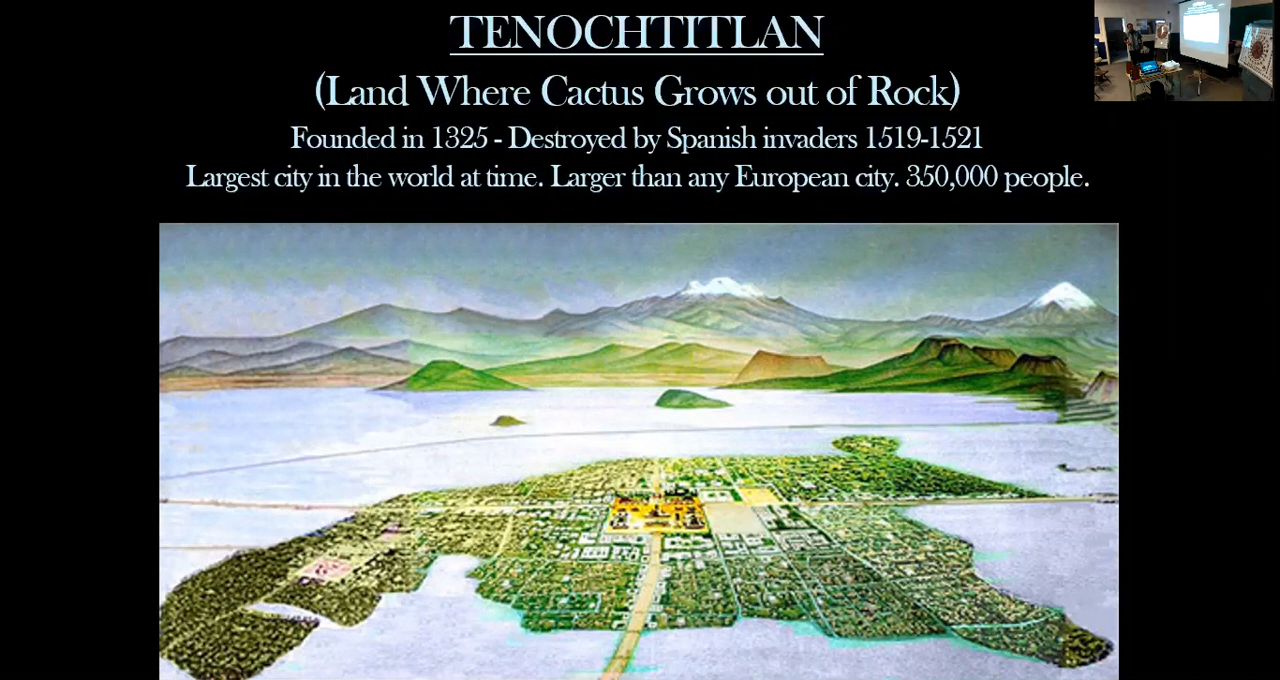 TENOCHTITLAN
(Land Where Cactus Grows out of Rock)
Founded in 1325 - Destroyed by Spanish invaders 1519-1521
Largest city in the world at time. Larger than any European city. 350,000 people.